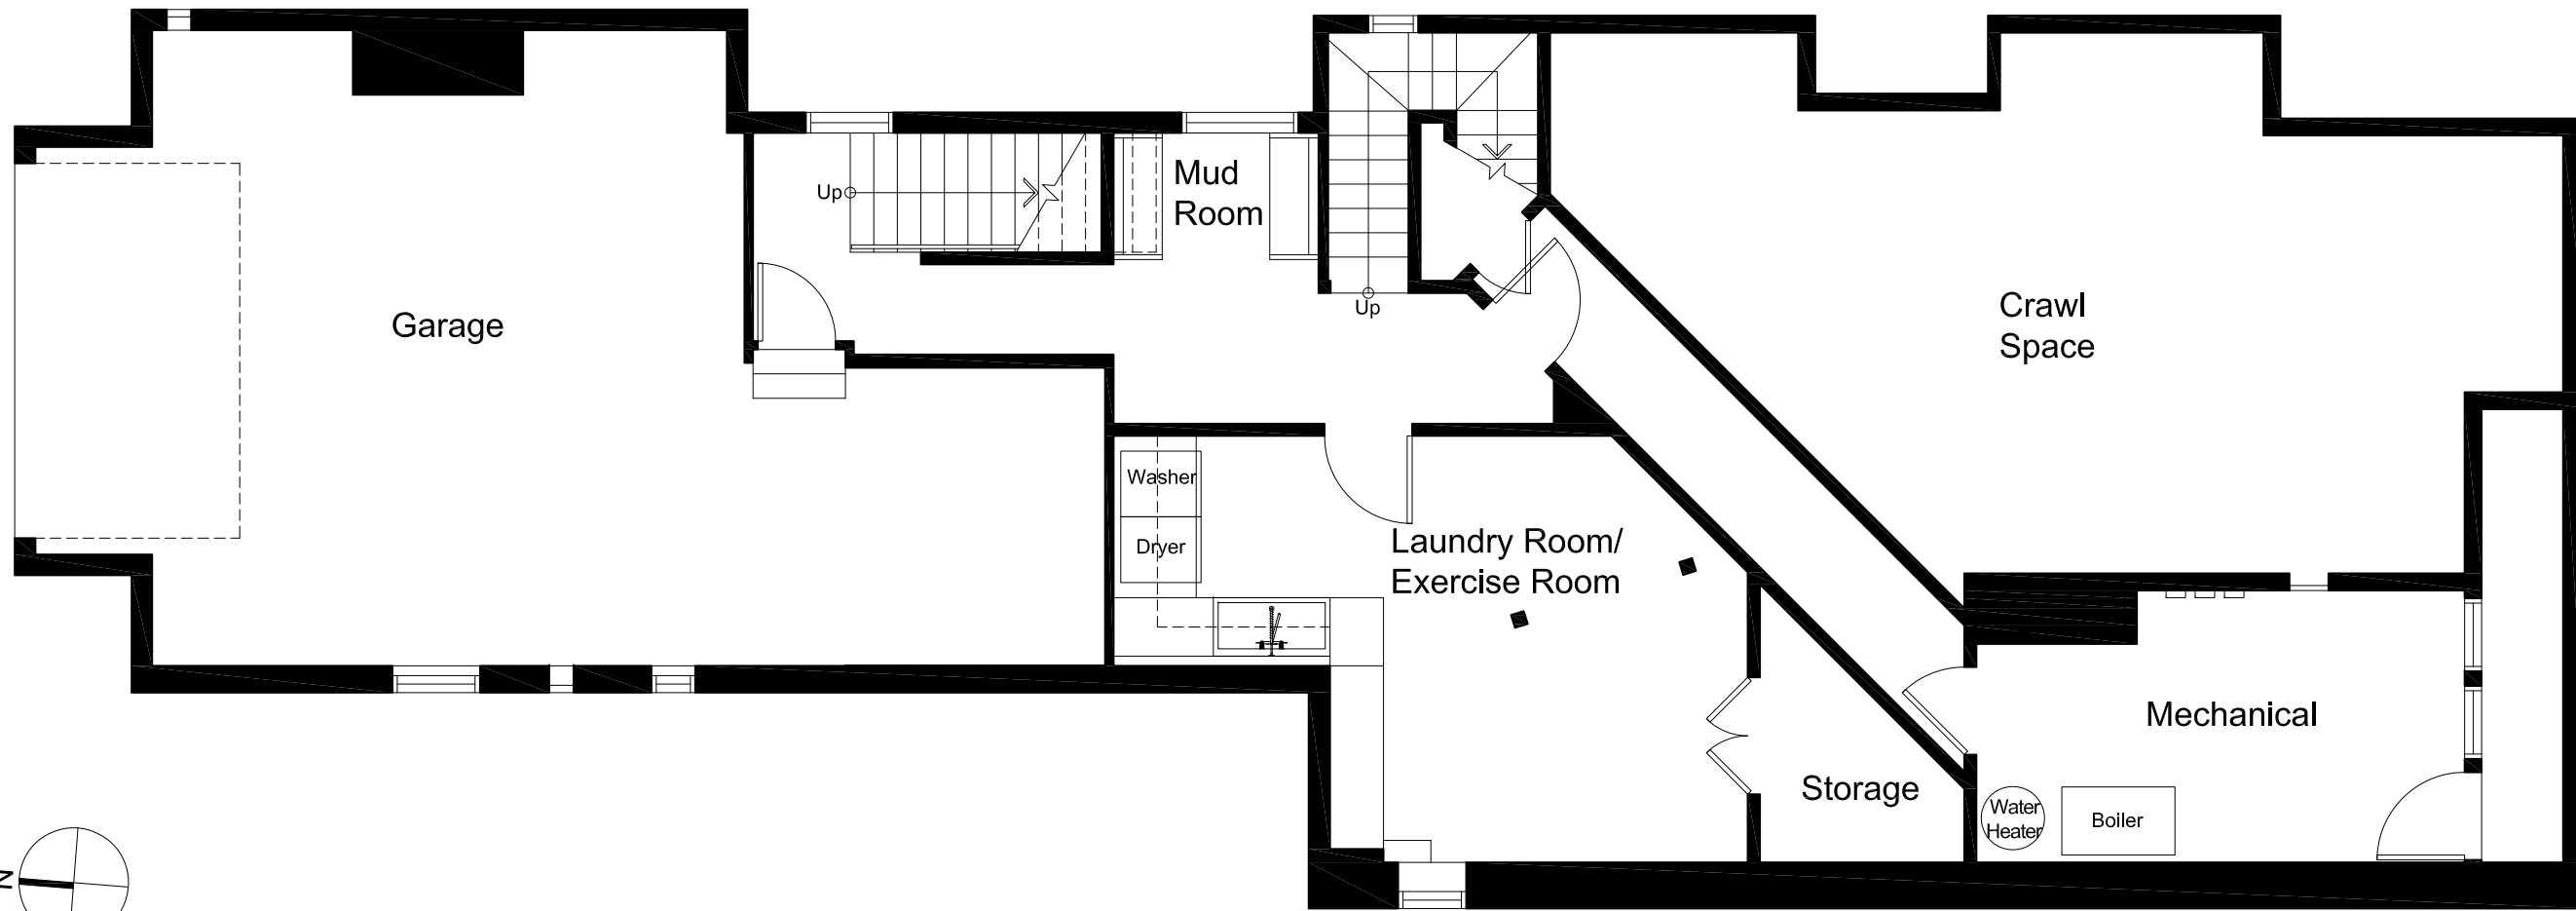 Mud
Room
Up
Up
Garage
Crawl
Space
Washer
Dryer
Laundry Room/
Exercise Room
Mechanical
Storage
Water
Heater
Boiler
N